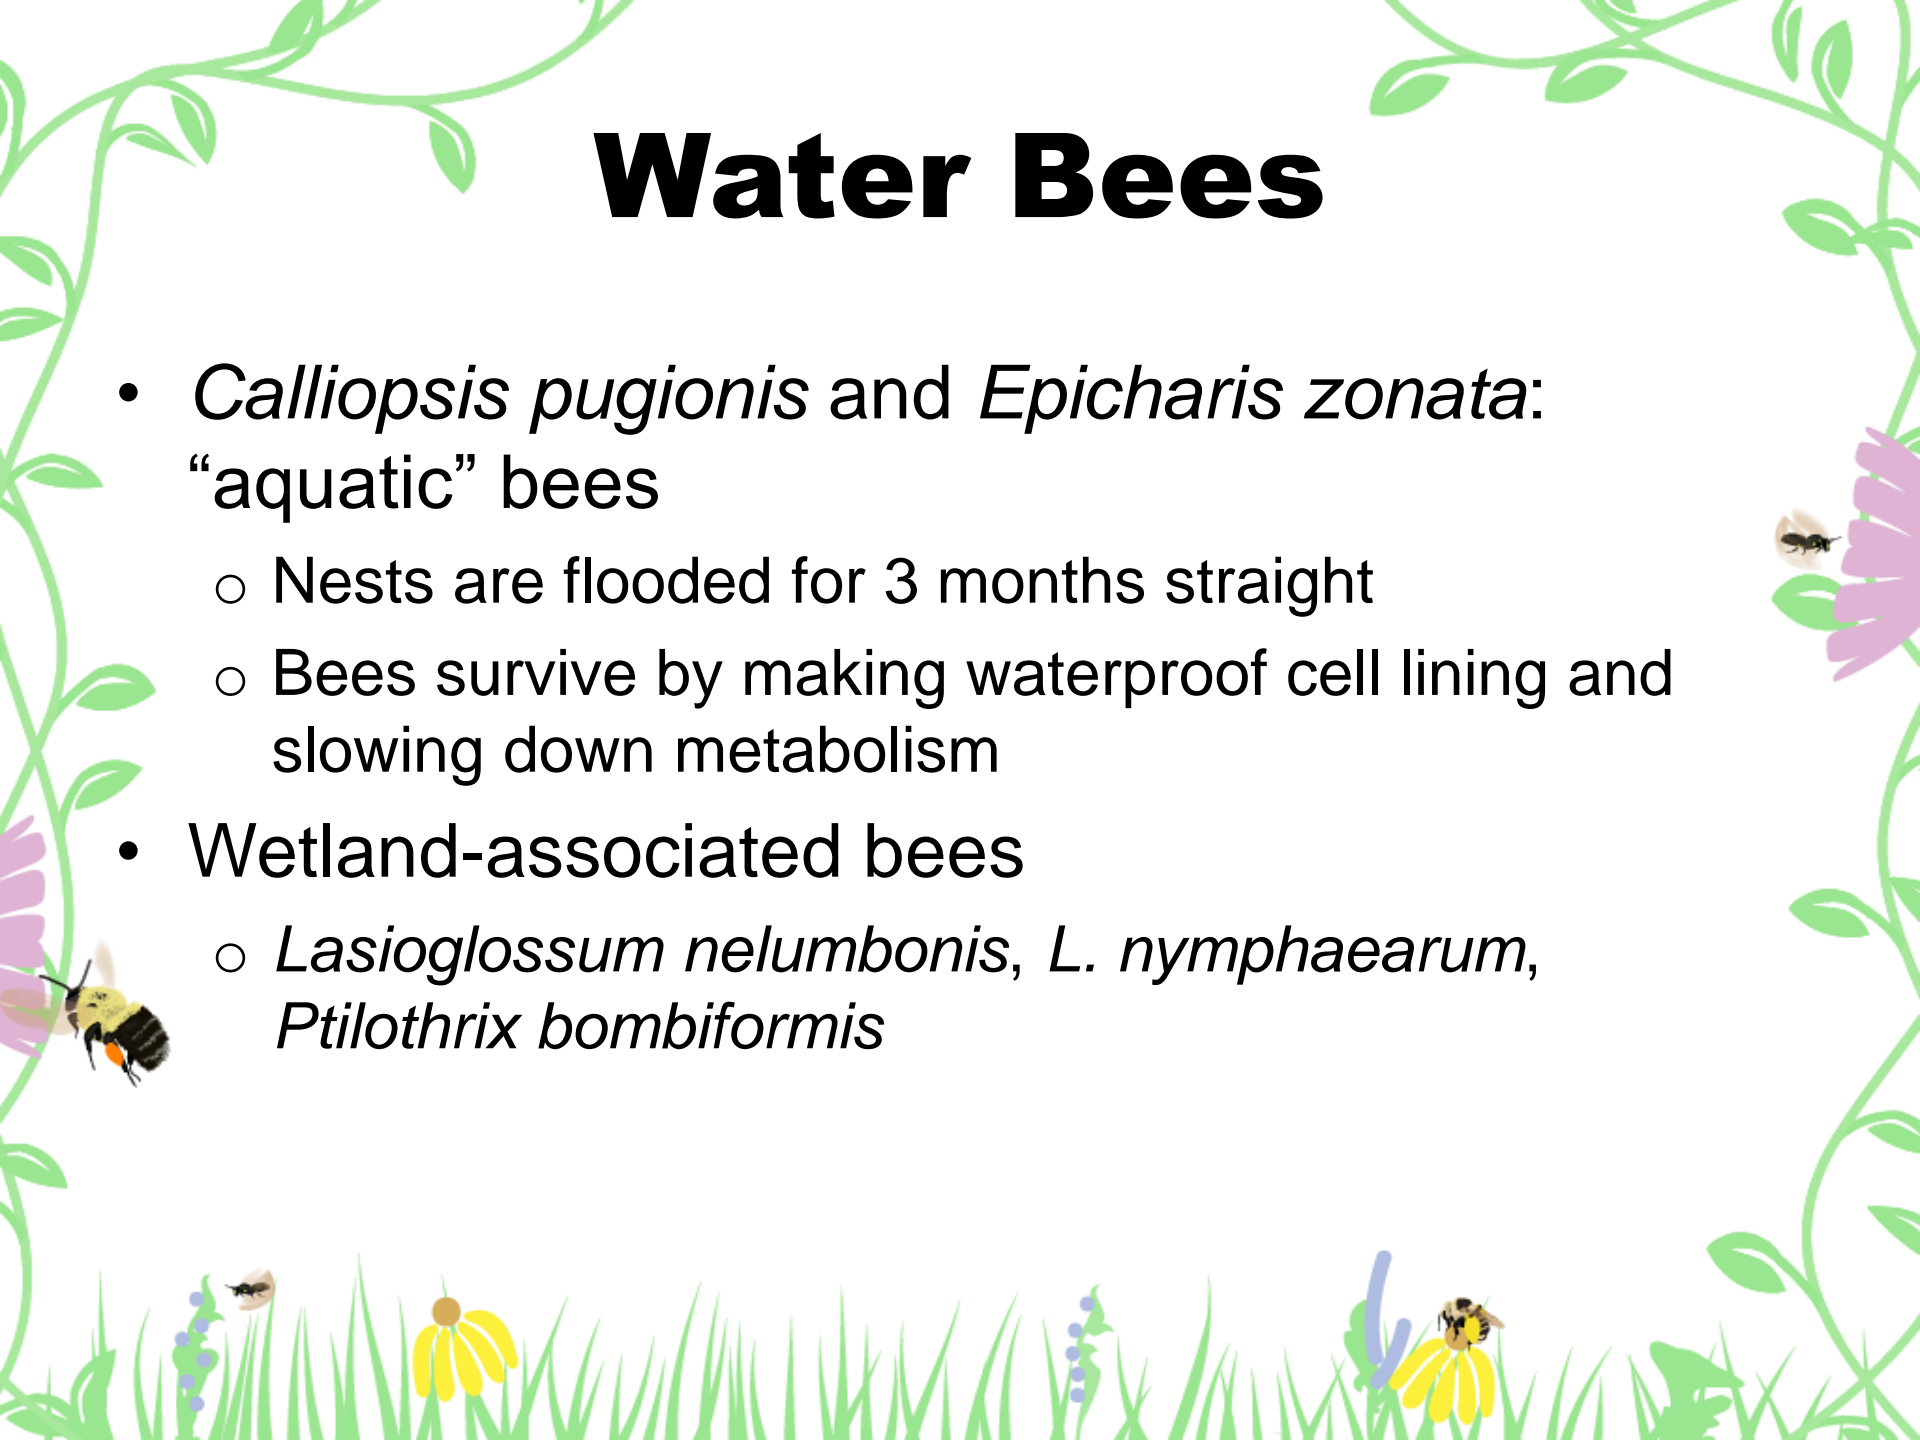 Water Bees
• Calliopsis pugionis and Epicharis zonata:
“aquatic” bees
o Nests are flooded for 3 months straight
o Bees survive by making waterproof cell lining and
slowing down metabolism
• Wetland-associated bees
o Lasioglossum nelumbonis, L. nymphaearum,
Ptilothrix bombiformis